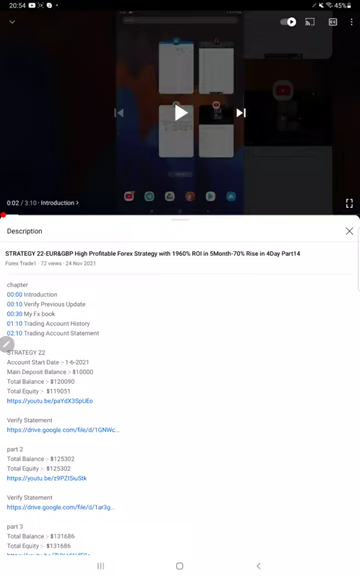 20:54
45%
0:02 / 3:10 · Introduction >
Description
STRATEGY 22-EUR&GBP High Profitable Forex Strategy with 1960% ROI in 5Month-70% Rise in 4Day Part14
Forex Trade1 · 72 views · 24 Nov 2021
chapter
00:00 Introduction
00:10 Verify Previous Update
00:30 My Fx book
01:10 Trading Account History
02:10 Trading Account Statement
STRATEGY 22
Account Start Date :- 1-6-2021
Main Deposit Balance :- $10000
Total Balance :- $120090
Total Equity :- $119051
https://youtu.be/paYdX3SpUEo
Verify Statement
https://drive.google.com/file/d/1GNWc...
part 2
Total Balance :- $125302
Total Equity :- $125302
https://youtu.be/z9PZtSiuStk
Verify Statement
https://drive.google.com/file/d/1ar3g...
part 3
Total Balance :- $131686
Total Equity :- $131686